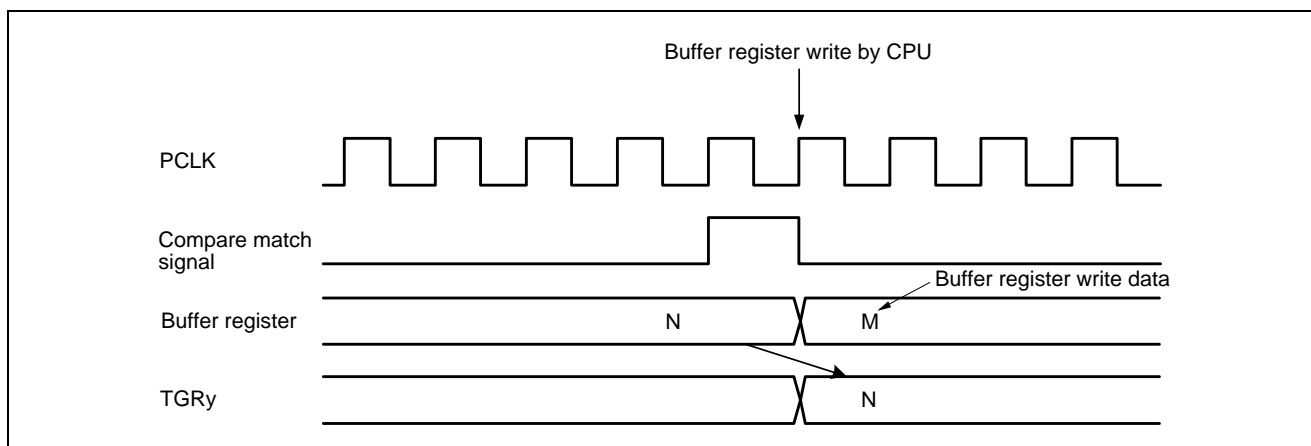 Buffer register write by CPU
PCLK
Compare match
signal
Buffer register write data
Buffer register
N
M
TGRy
N